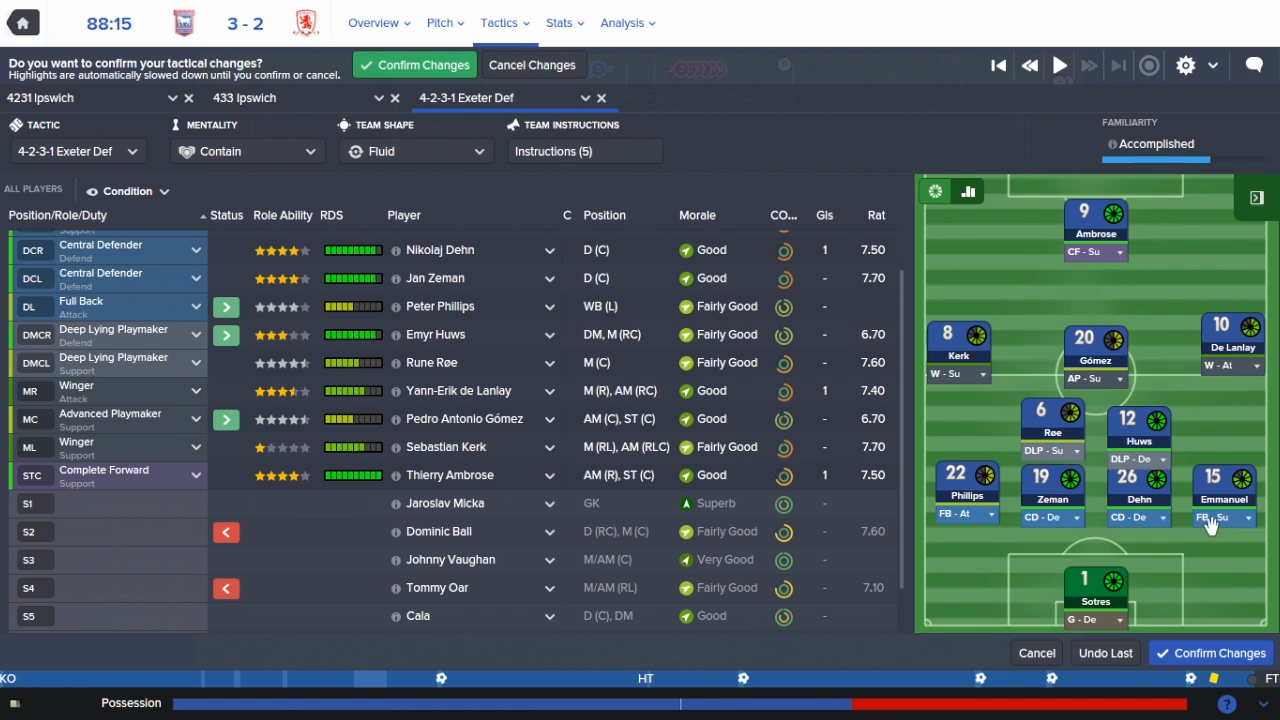 88:15 3 - 2 Overview Pitch Tactics Stats Analysis
Do you want to confirm your tactical changes?
Highlights are automatically slowed down until you confirm or cancel.
Confirm Changes Cancel Changes
4231 Ipswich 433 Ipswich 4-2-3-1 Exeter Def
TACTIC MENTALITY TEAM SHAPE TEAM INSTRUCTIONS FAMILIARITY
4-2-3-1 Exeter Def Contain Fluid Instructions (5) Accomplished
ALL PLAYERS Condition
Position/Role/Duty Status Role Ability RDS Player C Position Morale CO... Gls Rat
Support
DCR Central Defender Defend Nikolaj Dehn D (C) Good 1 7.50
DCL Central Defender Defend Jan Zeman D (C) Good - 7.70
DL Full Back Attack Peter Phillips WB (L) Fairly Good - -
DMCR Deep Lying Playmaker Defend Emyr Huws DM, M (RC) Fairly Good - 6.70
DMCL Deep Lying Playmaker Support Rune Røe M (C) Fairly Good - 7.60
MR Winger Attack Yann-Erik de Lanlay M (R), AM (RC) Good 1 7.40
MC Advanced Playmaker Support Pedro Antonio Gómez AM (C), ST (C) Good - 6.70
ML Winger Support Sebastian Kerk M (RL), AM (RLC) Fairly Good - 7.70
STC Complete Forward Support Thierry Ambrose AM (R), ST (C) Good 1 7.50
S1 Jaroslav Micka GK Superb - -
S2 Dominic Ball D (RC), M (C) Fairly Good - 7.60
S3 Johnny Vaughan M/AM (C) Very Good - -
S4 Tommy Oar M/AM (RL) Fairly Good - 7.10
S5 Cala D (C), DM Good - -
9
Ambrose
CF - Su
8
Kerk
W - Su
20
Gómez
AP - Su
10
De Lanlay
W - At
6
Røe
DLP - Su
12
Huws
DLP - De
22
Phillips
FB - At
19
Zeman
CD - De
26
Dehn
CD - De
15
Emmanuel
FB - Su
1
Sotres
G - De
Cancel Undo Last Confirm Changes
KO HT FT
Possession ?